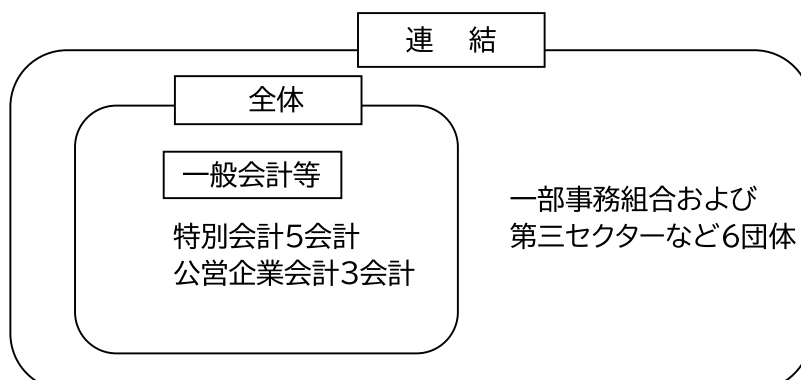 連 結
全体
一般会計等
特別会計5会計
公営企業会計3会計
一部事務組合および
第三セクターなど6団体